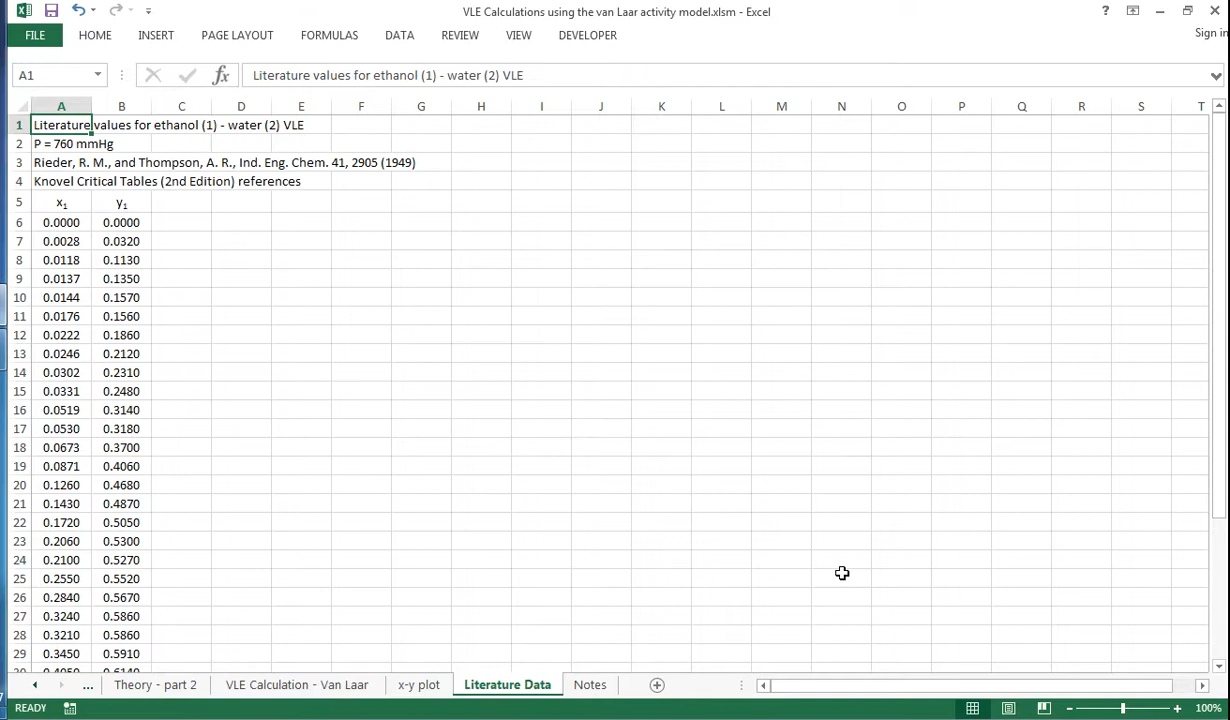 VLE Calculations using the van Laar activity model.xlsm - Excel
?
FILE HOME INSERT PAGE LAYOUT FORMULAS DATA REVIEW VIEW DEVELOPER Sign in
A1 fx Literature values for ethanol (1) - water (2) VLE
A B C D E F G H I J K L M N O P Q R S T
1 Literature values for ethanol (1) - water (2) VLE
2 P = 760 mmHg
3 Rieder, R. M., and Thompson, A. R., Ind. Eng. Chem. 41, 2905 (1949)
4 Knovel Critical Tables (2nd Edition) references
5 x₁ y₁
6 0.0000 0.0000
7 0.0028 0.0320
8 0.0118 0.1130
9 0.0137 0.1350
10 0.0144 0.1570
11 0.0176 0.1560
12 0.0222 0.1860
13 0.0246 0.2120
14 0.0302 0.2310
15 0.0331 0.2480
16 0.0519 0.3140
17 0.0530 0.3180
18 0.0673 0.3700
19 0.0871 0.4060
20 0.1260 0.4680
21 0.1430 0.4870
22 0.1720 0.5050
23 0.2060 0.5300
24 0.2100 0.5270
25 0.2550 0.5520
26 0.2840 0.5670
27 0.3240 0.5860
28 0.3210 0.5860
29 0.3450 0.5910
30 0.4050 0.6140
... Theory - part 2 VLE Calculation - Van Laar x-y plot Literature Data Notes
READY 100%